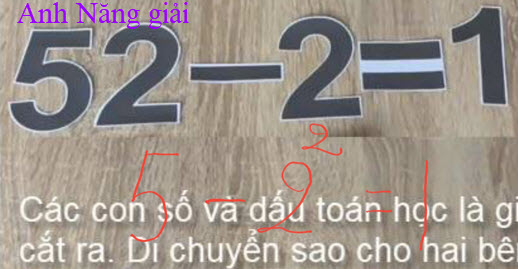 Anh Năng giải
52-2=1
5 - 2² = 1
Các con số và dấu toán học là gi
cắt ra. Di chuyển sao cho hai bê